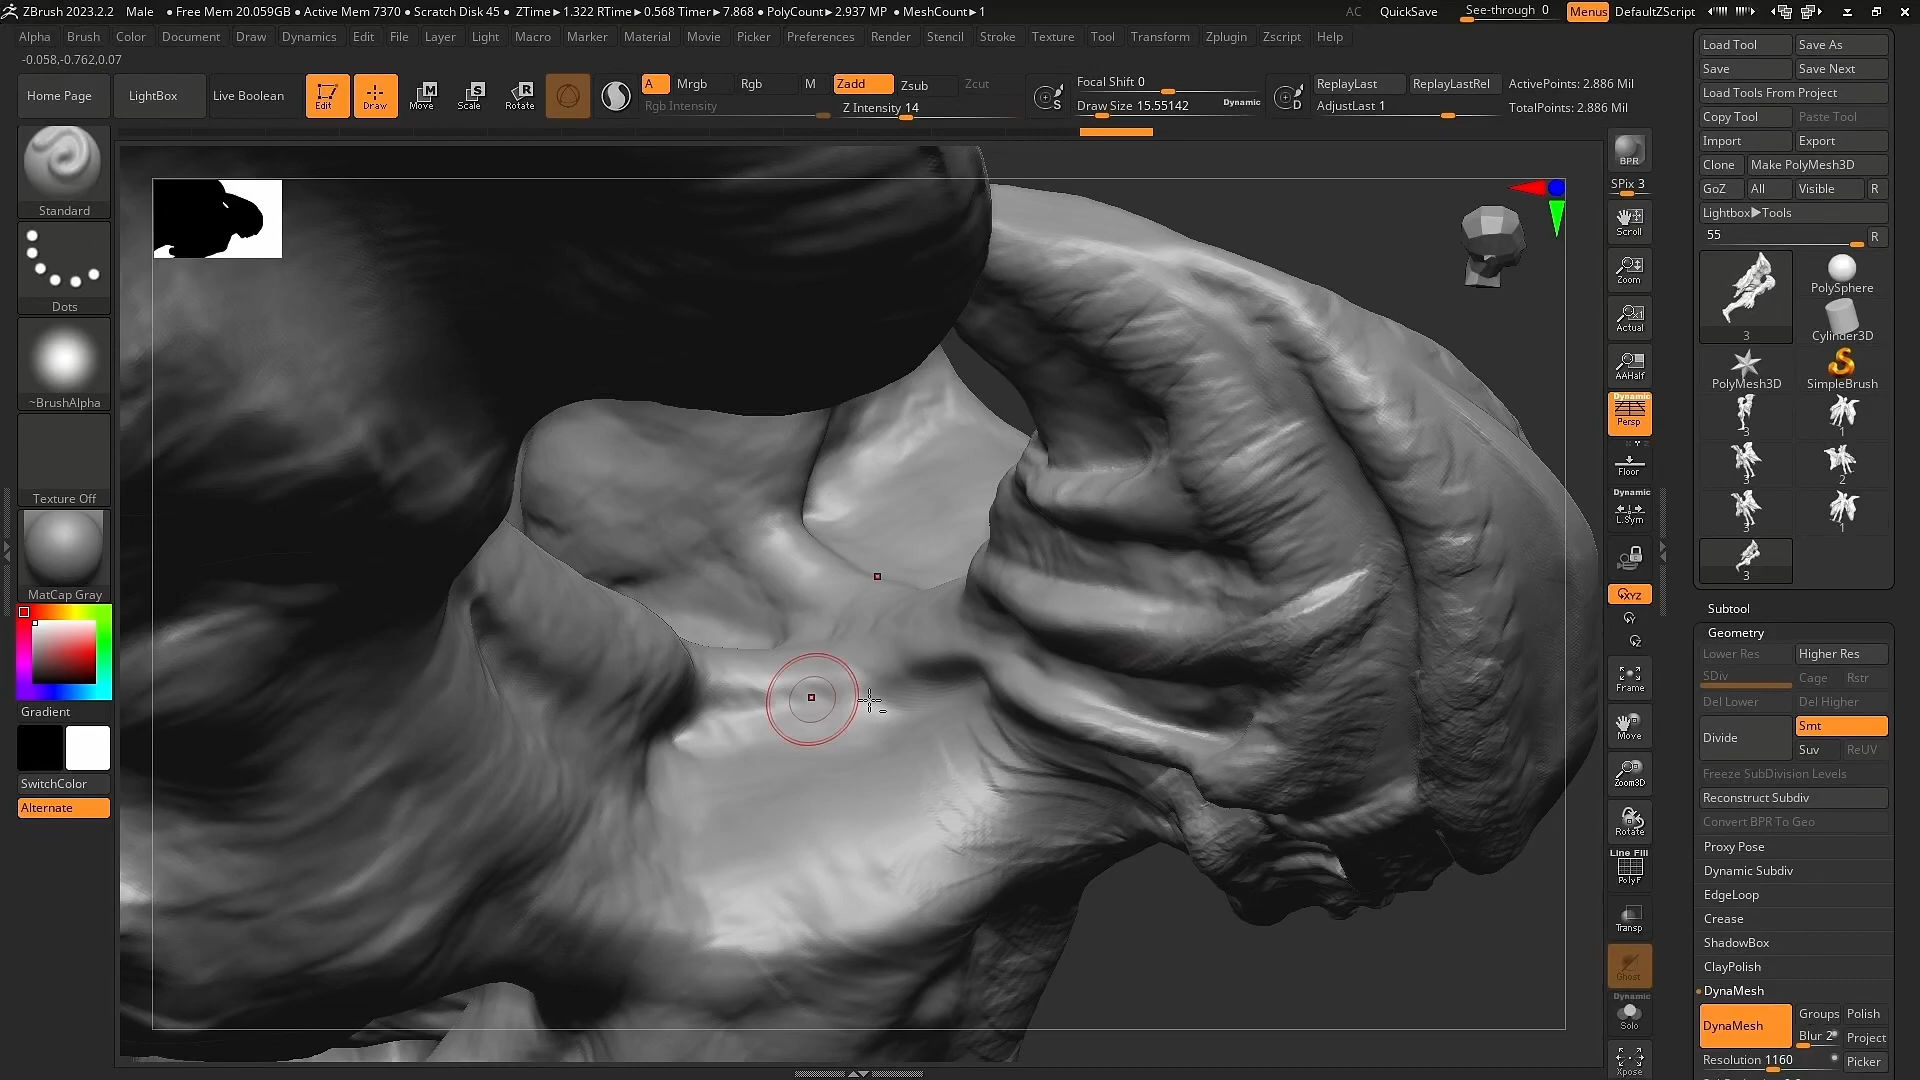 ZBrush 2023.2.2 Male • Free Mem 20.059GB • Active Mem 7370 • Scratch Disk 45 • ZTime►1.322 RTime►0.568 Timer►7.868 • PolyCount►2.937 MP • MeshCount►1 AC QuickSave See-through 0 Menus DefaultZScript
Alpha Brush Color Document Draw Dynamics Edit File Layer Light Macro Marker Material Movie Picker Preferences Render Stencil Stroke Texture Tool Transform Zplugin Zscript Help
-0.058,-0.762,0.07
Home Page LightBox Live Boolean Edit Draw Move Scale Rotate
A Mrgb Rgb M Zadd Zsub Zcut
Rgb Intensity Z Intensity 14
Focal Shift 0
Draw Size 15.55142 Dynamic
ReplayLast ReplayLastRel ActivePoints: 2.886 Mil
AdjustLast 1 TotalPoints: 2.886 Mil
Standard
Dots
~BrushAlpha
Texture Off
MatCap Gray
Gradient
SwitchColor
Alternate
BPR
SPix 3
Scroll
Zoom
Actual
AAHalf
Dynamic
Persp
Floor
Dynamic
L.Sym
XYZ
Frame
Move
Zoom3D
Rotate
Line Fill
PolyF
Transp
Ghost
Dynamic
Solo
Xpose
Load Tool Save As
Save Save Next
Load Tools From Project
Copy Tool Paste Tool
Import Export
Clone Make PolyMesh3D
GoZ All Visible R
Lightbox►Tools
55 R
3 PolySphere
Cylinder3D
PolyMesh3D SimpleBrush
3 1
3 2
3 1
3
Subtool
Geometry
Lower Res Higher Res
SDiv Cage Rstr
Del Lower Del Higher
Divide Smt
Suv ReUV
Freeze SubDivision Levels
Reconstruct Subdiv
Convert BPR To Geo
Proxy Pose
Dynamic Subdiv
EdgeLoop
Crease
ShadowBox
ClayPolish
DynaMesh
DynaMesh Groups Polish
Blur 2 Project
Resolution 1160 Picker